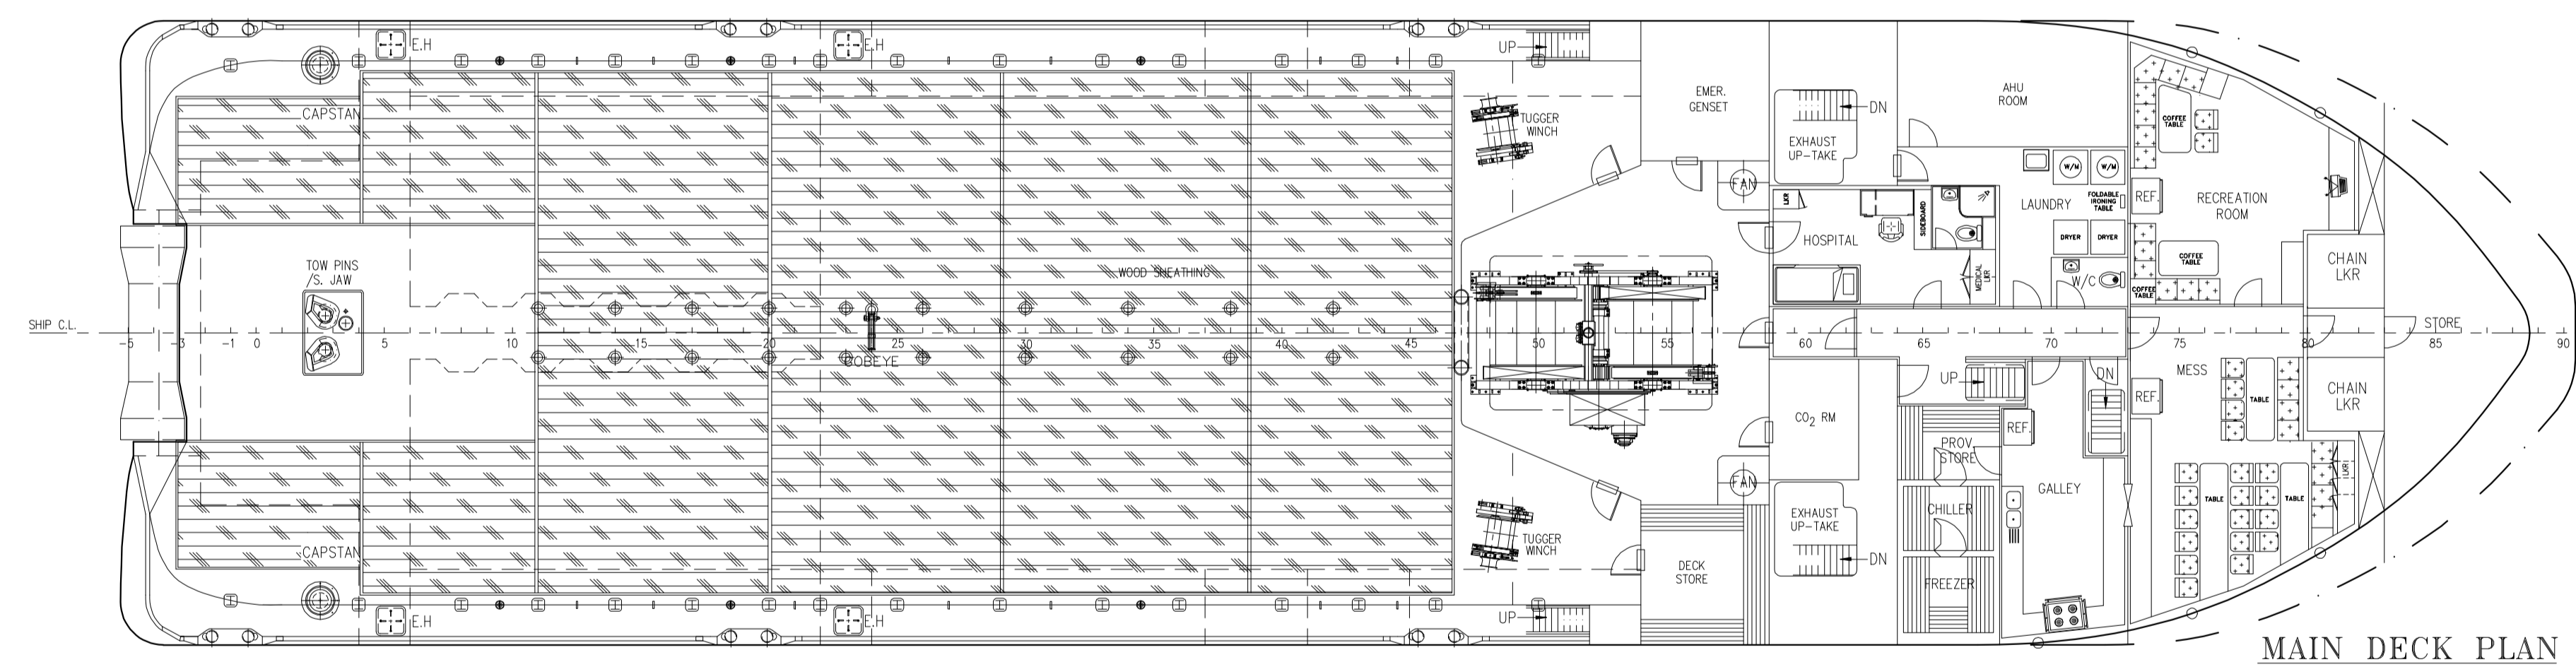 E.H
E.H
UP
CAPSTAN
TUGGER
WINCH
EMER.
GENSET
DN
EXHAUST
UP-TAKE
AHU
ROOM
FAN
LKR
HOSPITAL
SIDEBOARD
MEDICAL
LKR
W/M
W/M
LAUNDRY
FOLDABLE
IRONING
TABLE
DRYER
DRYER
W/C
COFFEE
TABLE
REF.
RECREATION
ROOM
COFFEE
TABLE
COFFEE
TABLE
CHAIN
LKR
TOW PINS
/S. JAW
WOOD SHEATHING
SHIP C.L.
STORE
-5
-3
-1
0
5
10
15
20
25
30
35
40
45
50
55
60
65
70
75
80
85
90
GOBEYE
UP
DN
MESS
REF.
TABLE
CHAIN
LKR
CO2 RM
PROV.
STORE
REF.
GALLEY
LKR
TABLE
TABLE
FAN
CHILLER
FREEZER
EXHAUST
UP-TAKE
DN
CAPSTAN
TUGGER
WINCH
DECK
STORE
E.H
E.H
UP
MAIN DECK PLAN